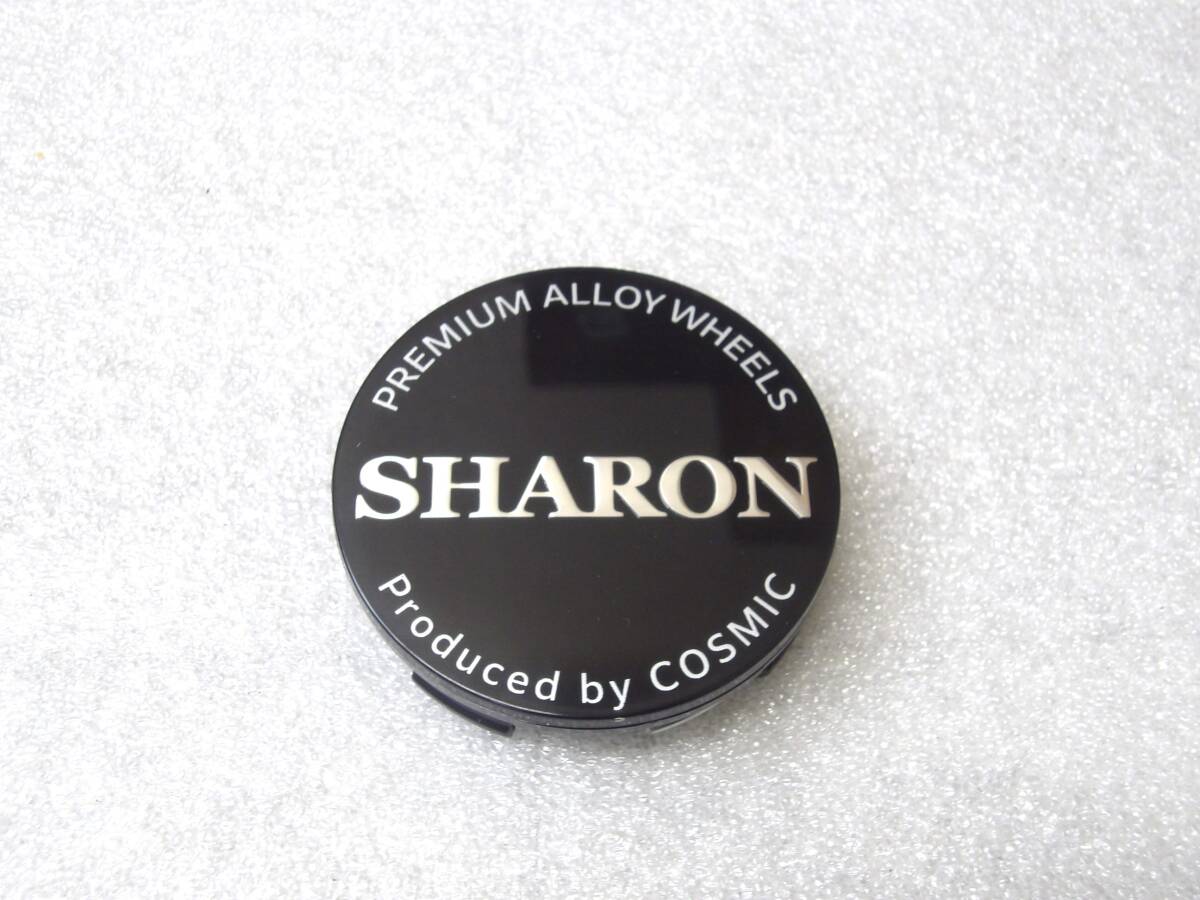 PREMIUM ALLOY WHEELS
SHARON
Produced by COSMIC